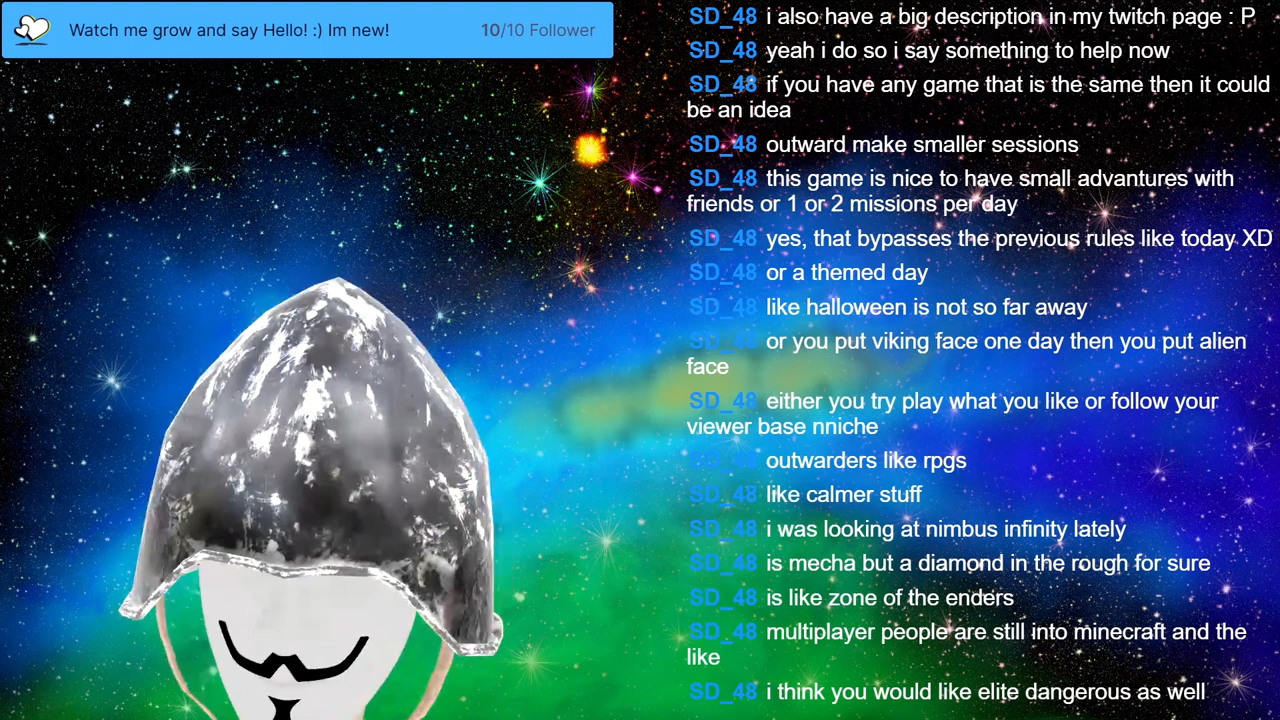 Watch me grow and say Hello! :) Im new! 10/10 Follower
SD_48 i also have a big description in my twitch page : P
SD_48 yeah i do so i say something to help now
SD_48 if you have any game that is the same then it could
be an idea
SD_48 outward make smaller sessions
SD_48 this game is nice to have small advantures with
friends or 1 or 2 missions per day
SD_48 yes, that bypasses the previous rules like today XD
SD_48 or a themed day
SD_48 like halloween is not so far away
SD_48 or you put viking face one day then you put alien
face
SD_48 either you try play what you like or follow your
viewer base nniche
SD_48 outwarders like rpgs
SD_48 like calmer stuff
SD_48 i was looking at nimbus infinity lately
SD_48 is mecha but a diamond in the rough for sure
SD_48 is like zone of the enders
SD_48 multiplayer people are still into minecraft and the
like
SD_48 i think you would like elite dangerous as well